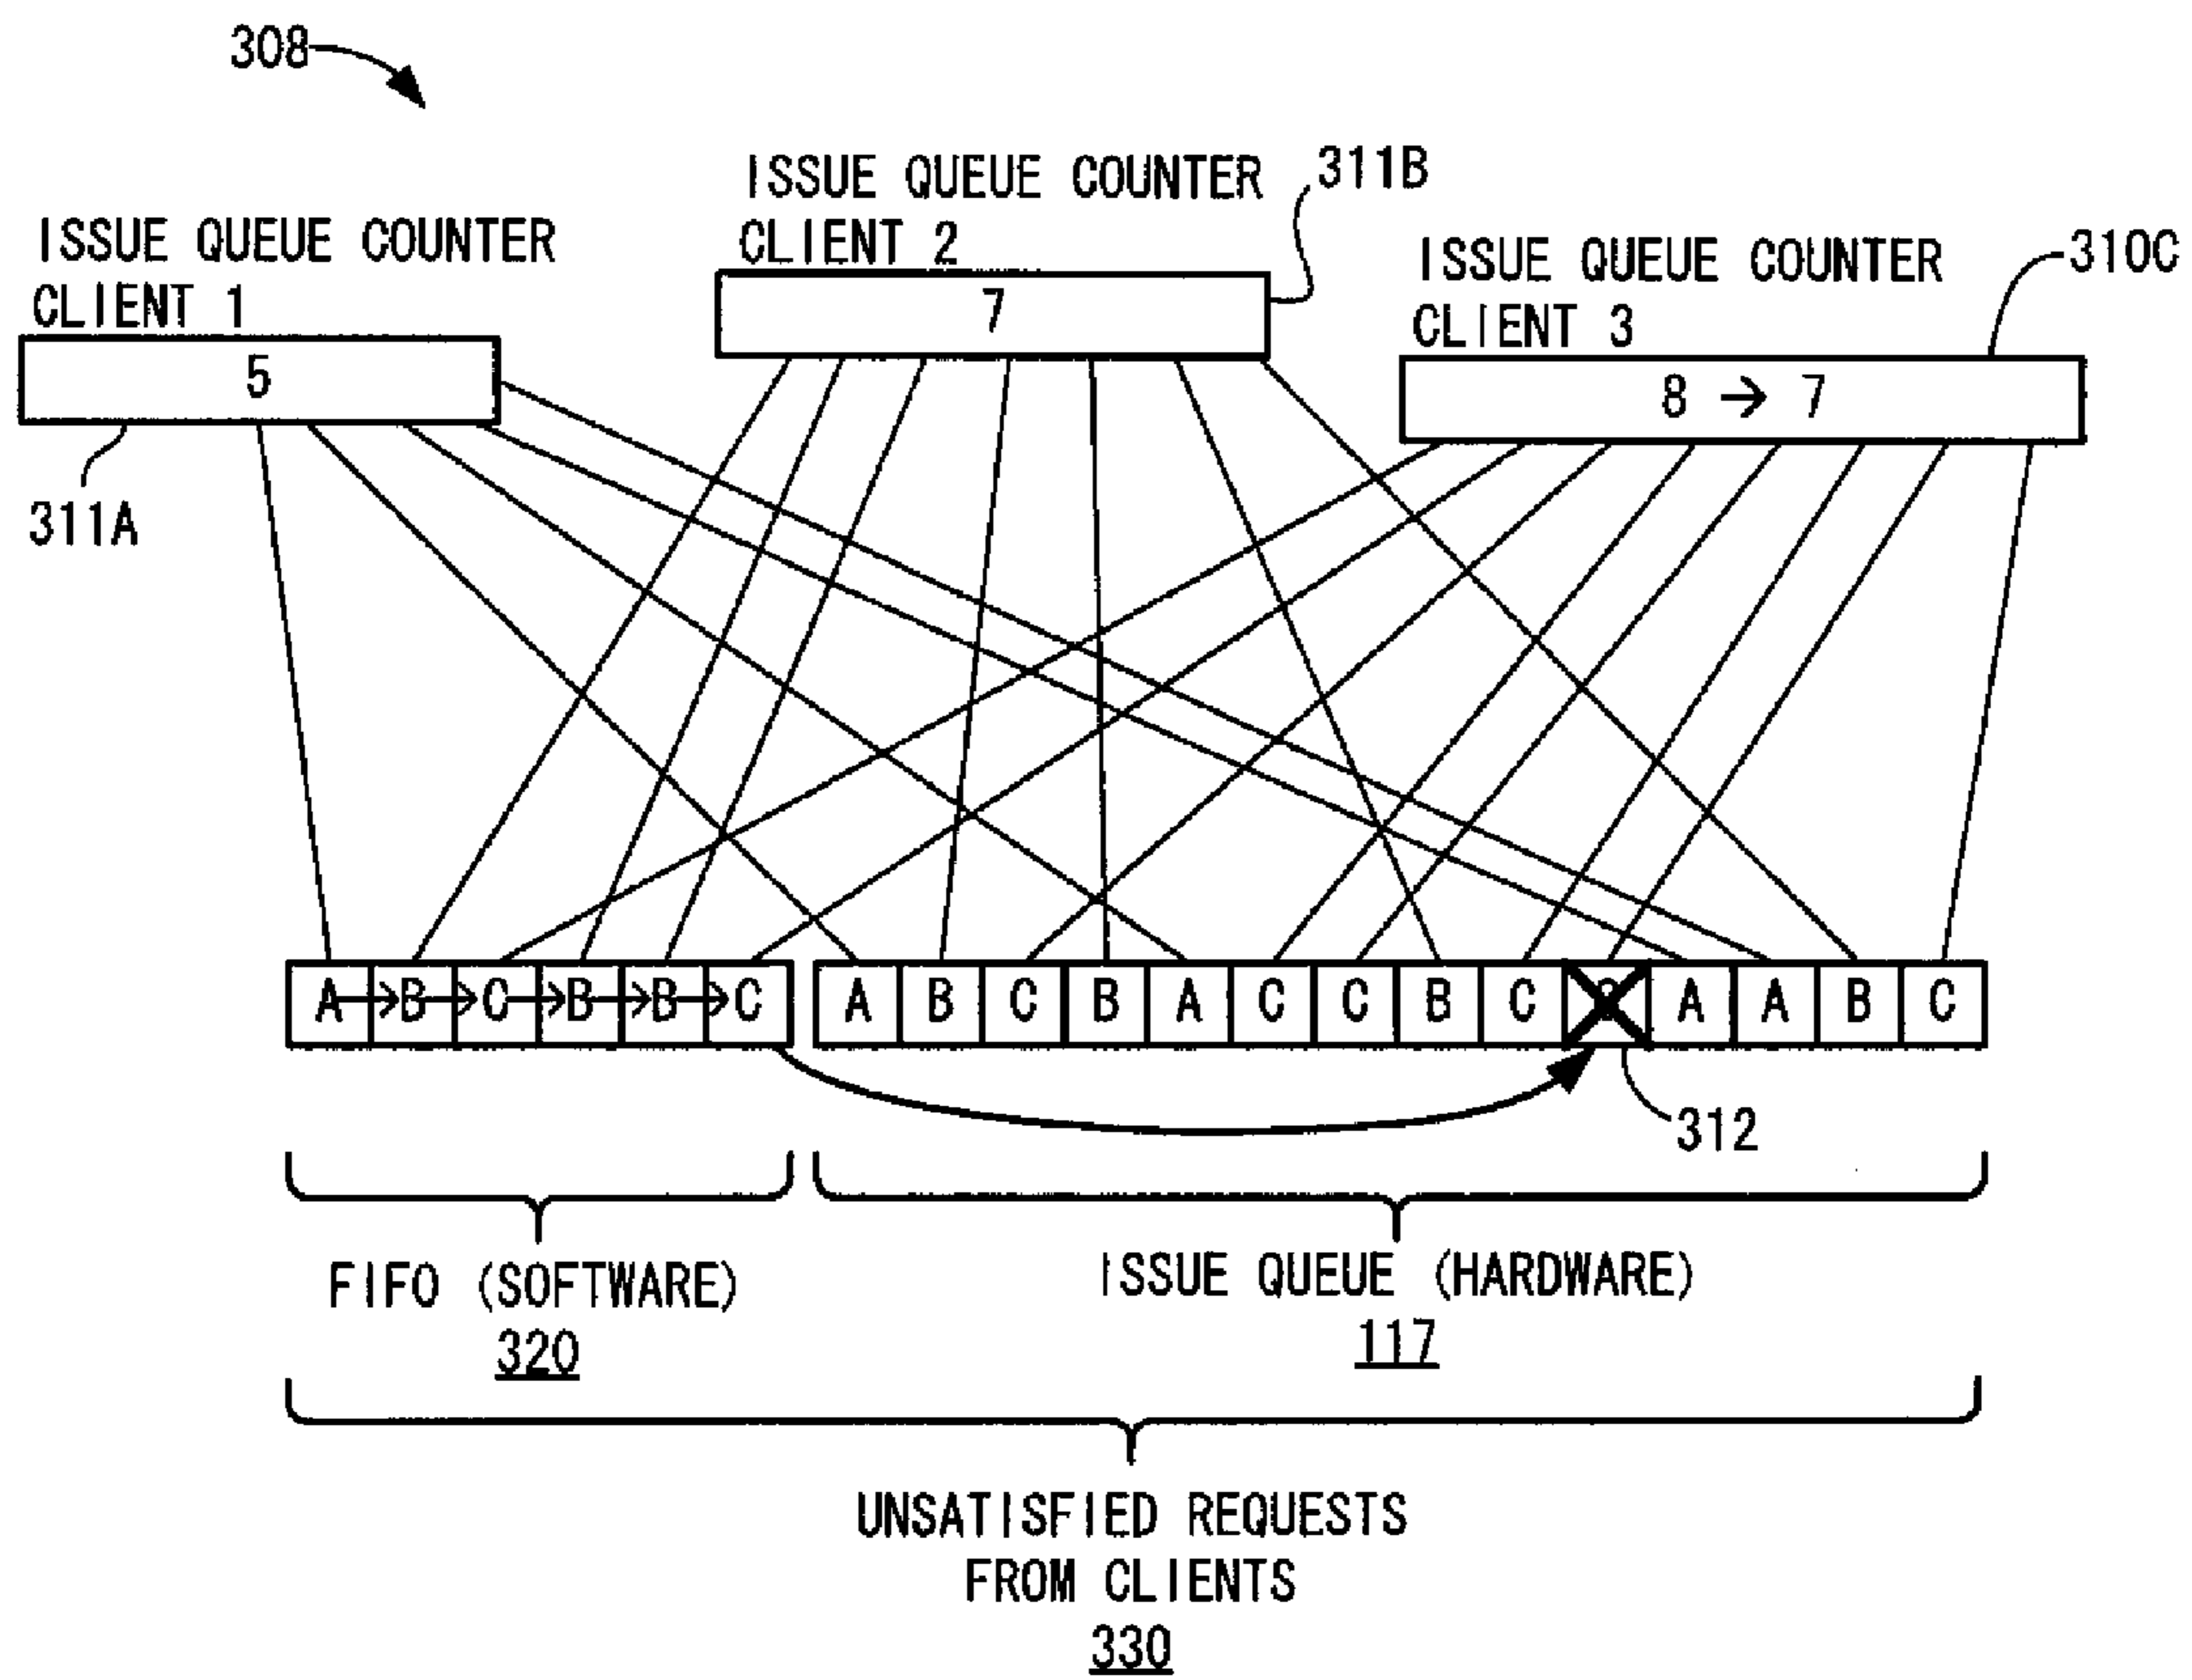 308
ISSUE QUEUE COUNTER
CLIENT 1
5
311A
ISSUE QUEUE COUNTER
CLIENT 2
7
311B
ISSUE QUEUE COUNTER
CLIENT 3
8 → 7
310C
A→B→C→B→B→C
A B C B A C C B C C A A B C
312
FIFO (SOFTWARE)
320
ISSUE QUEUE (HARDWARE)
117
UNSATISFIED REQUESTS
FROM CLIENTS
330